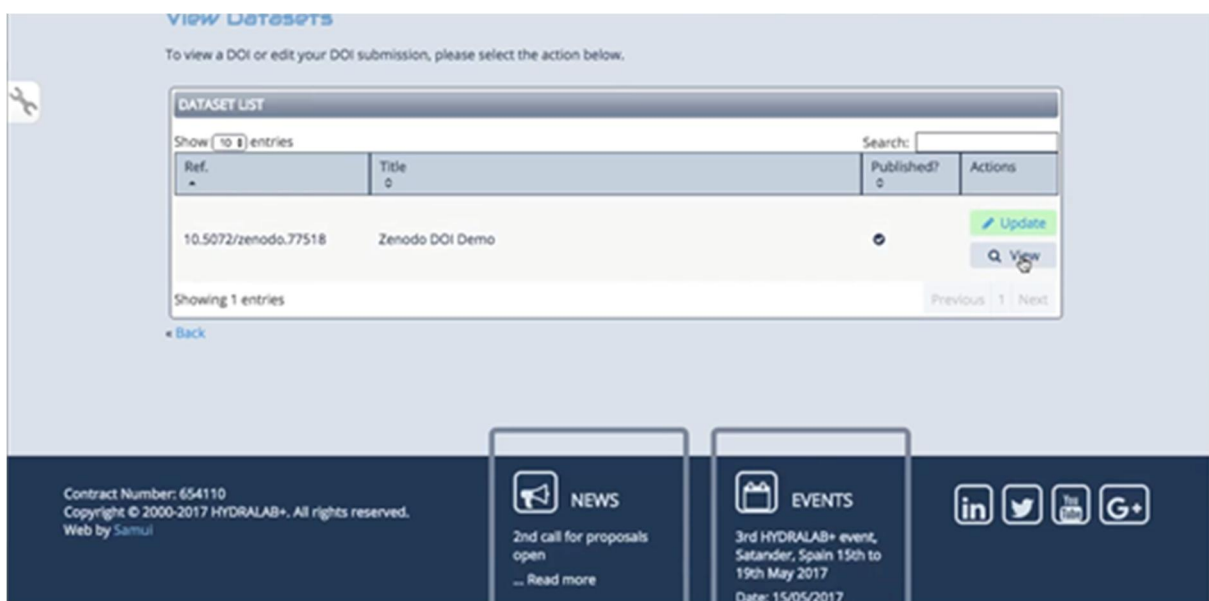 View Datasets
To view a DOI or edit your DOI submission, please select the action below.
DATASET LIST
Show 10 entries
Search:
Ref.
Title
Published?
Actions
10.5072/zenodo.77518
Zenodo DOI Demo
Update
View
Showing 1 entries
Previous 1 Next
« Back
Contract Number: 654110
Copyright © 2000-2017 HYDRALAB+. All rights reserved.
Web by Samui
NEWS
2nd call for proposals
open
... Read more
EVENTS
3rd HYDRALAB+ event,
Satander, Spain 15th to
19th May 2017
Date: 15/05/2017
in
You
Tube
G+